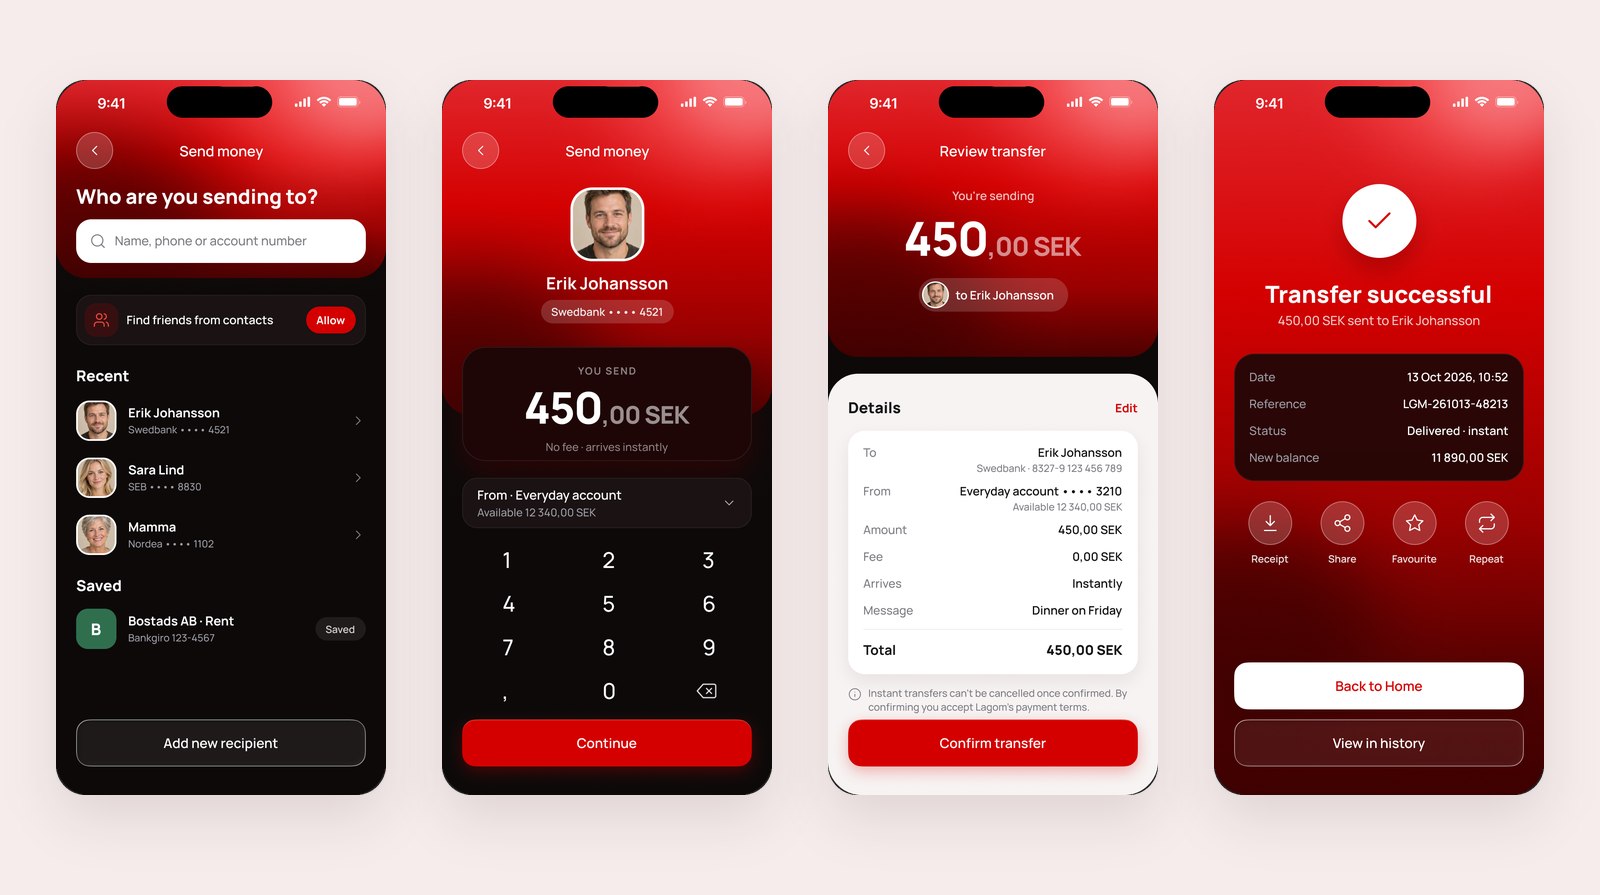 9:41
Send money
Who are you sending to?
Name, phone or account number
Find friends from contacts
Allow
Recent
Erik Johansson
Swedbank •••• 4521
Sara Lind
SEB •••• 8830
Mamma
Nordea •••• 1102
Saved
B
Bostads AB · Rent
Bankgiro 123-4567
Saved
Add new recipient
9:41
Send money
Erik Johansson
Swedbank •••• 4521
YOU SEND
450,00 SEK
No fee · arrives instantly
From · Everyday account
Available 12 340,00 SEK
1 2 3
4 5 6
7 8 9
, 0
Continue
9:41
Review transfer
You're sending
450,00 SEK
to Erik Johansson
Details
Edit
To Erik Johansson
Swedbank · 8327-9 123 456 789
From Everyday account •••• 3210
Available 12 340,00 SEK
Amount 450,00 SEK
Fee 0,00 SEK
Arrives Instantly
Message Dinner on Friday
Total 450,00 SEK
Instant transfers can't be cancelled once confirmed. By
confirming you accept Lagom's payment terms.
Confirm transfer
9:41
Transfer successful
450,00 SEK sent to Erik Johansson
Date 13 Oct 2026, 10:52
Reference LGM-261013-48213
Status Delivered · instant
New balance 11 890,00 SEK
Receipt
Share
Favourite
Repeat
Back to Home
View in history